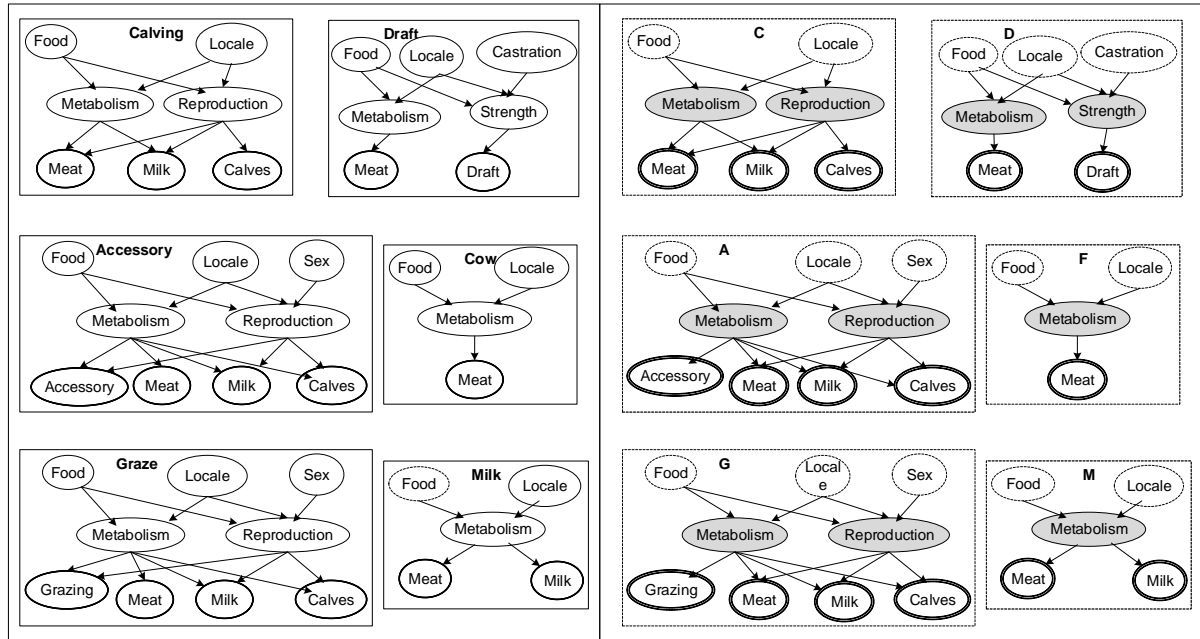 Calving
Food
Locale
Metabolism
Reproduction
Meat
Milk
Calves
Draft
Food
Locale
Castration
Metabolism
Strength
Meat
Draft
C
Food
Locale
Metabolism
Reproduction
Meat
Milk
Calves
D
Food
Locale
Castration
Metabolism
Strength
Meat
Draft
Accessory
Food
Locale
Sex
Metabolism
Reproduction
Accessory
Meat
Milk
Calves
Cow
Food
Locale
Metabolism
Meat
A
Food
Locale
Sex
Metabolism
Reproduction
Accessory
Meat
Milk
Calves
F
Food
Locale
Metabolism
Meat
Graze
Food
Locale
Sex
Metabolism
Reproduction
Grazing
Meat
Milk
Calves
Milk
Food
Locale
Metabolism
Meat
Milk
G
Food
Local
e
Sex
Metabolism
Reproduction
Grazing
Meat
Milk
Calves
M
Food
Locale
Metabolism
Meat
Milk